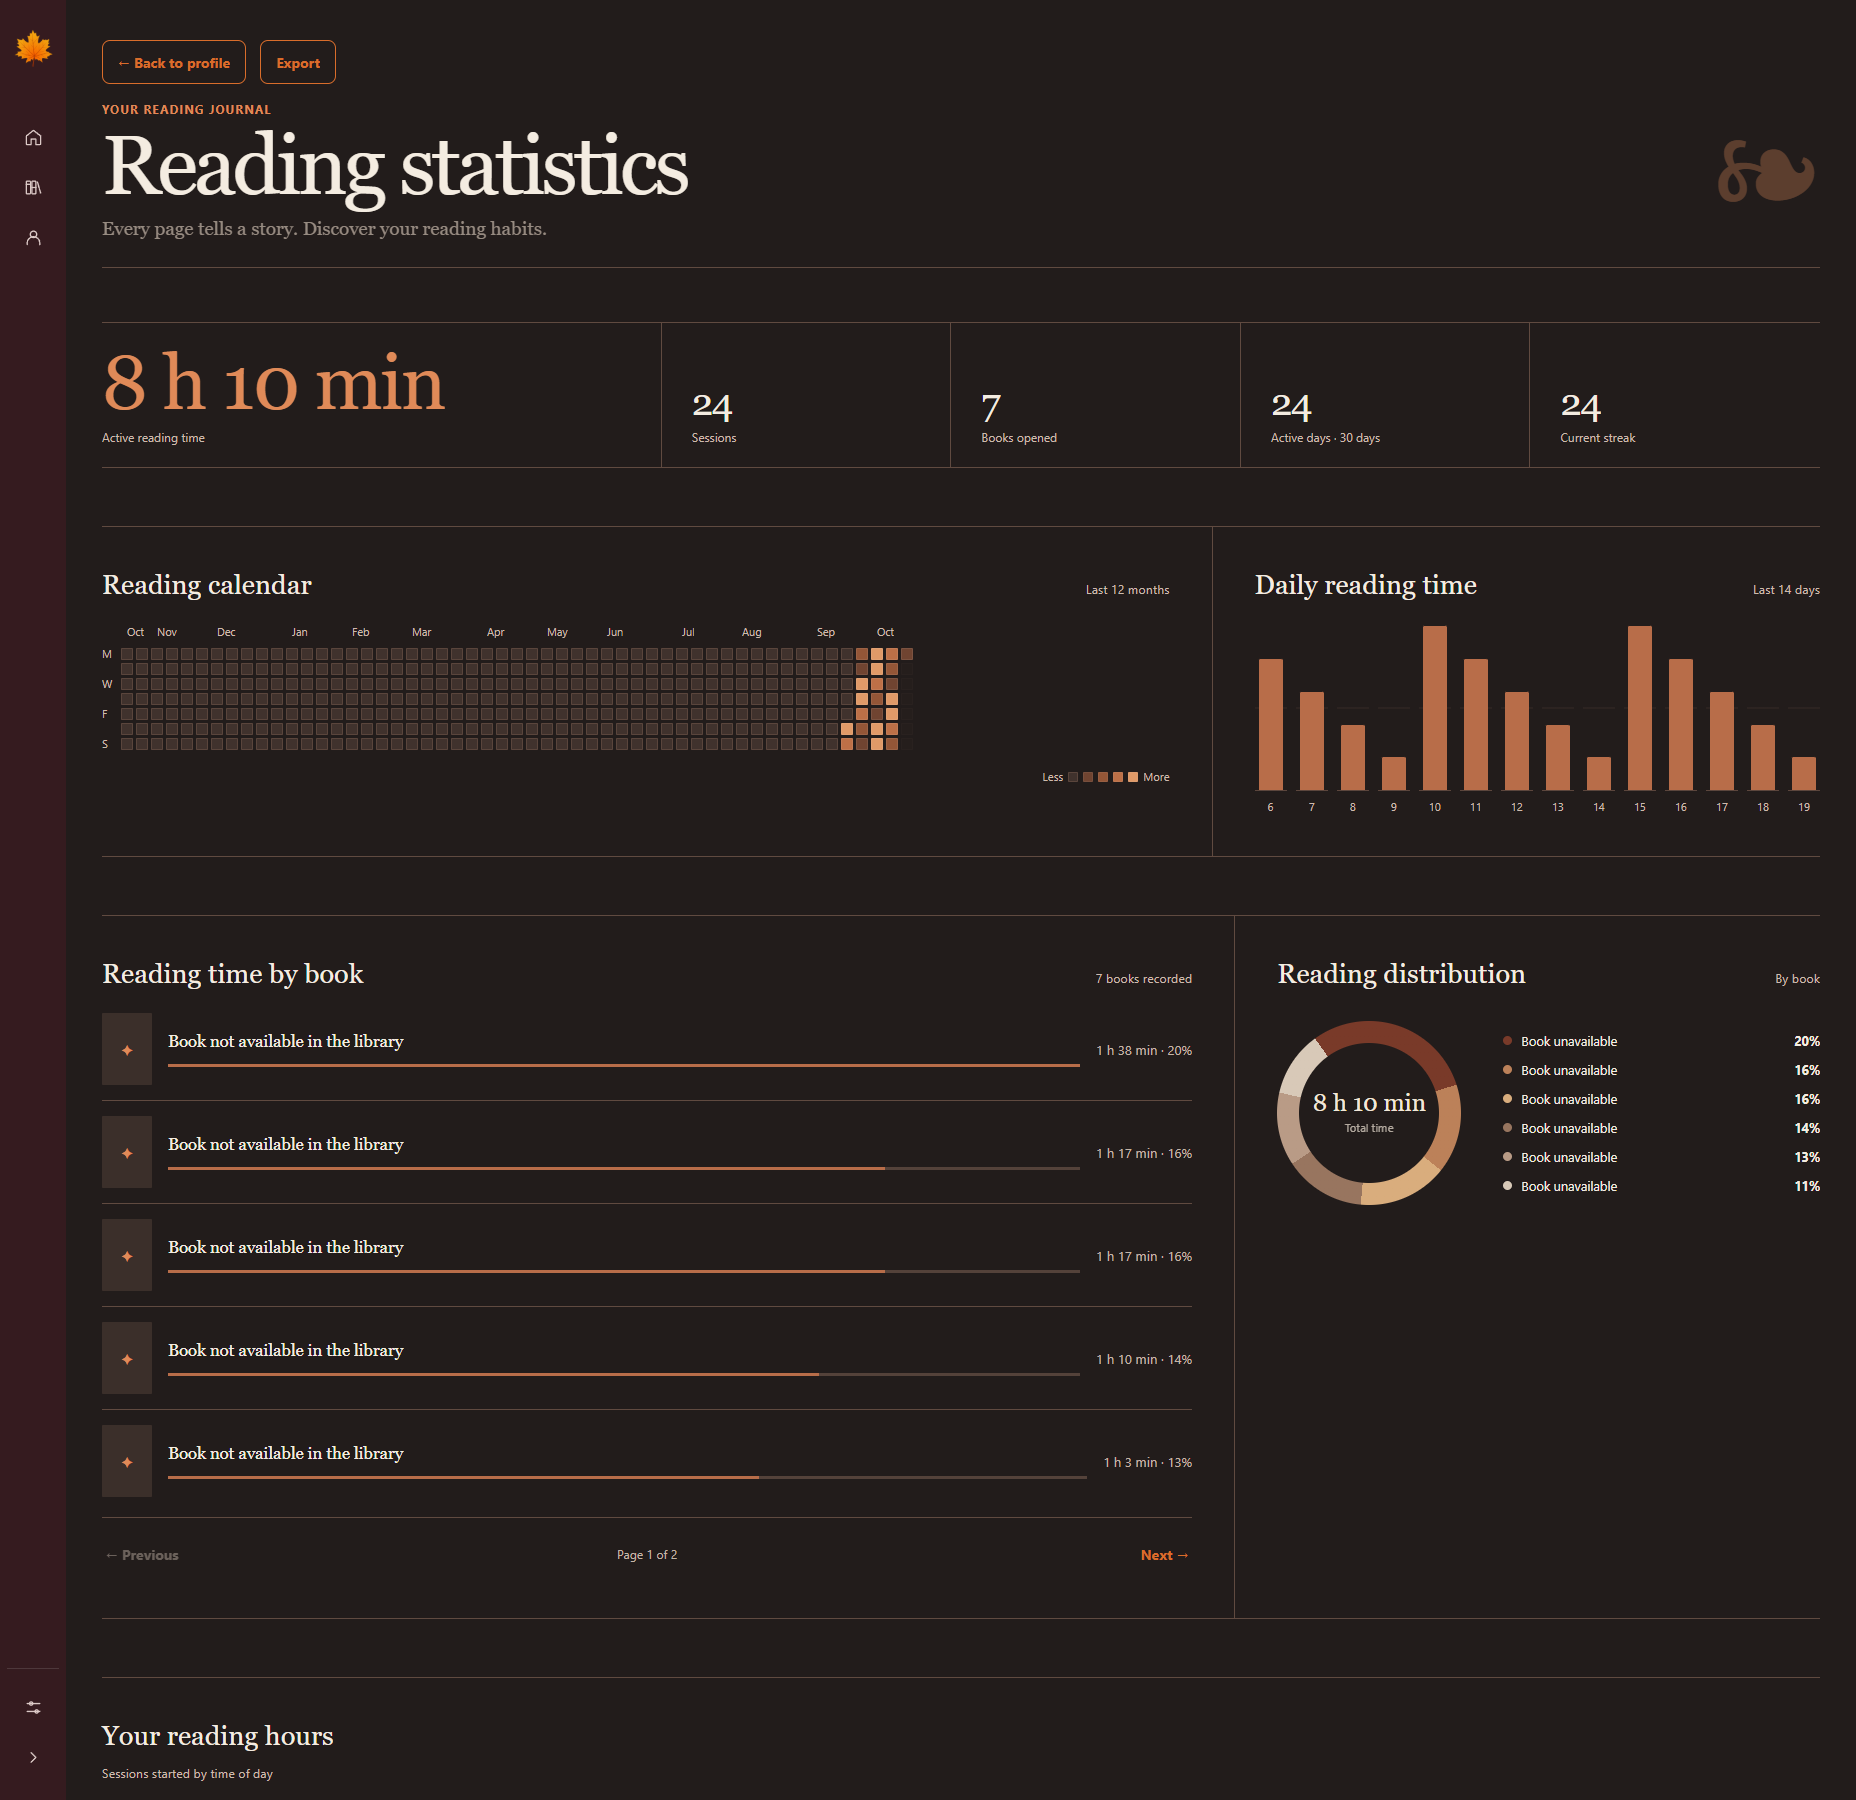 ← Back to profile
Export
YOUR READING JOURNAL
Reading statistics
Every page tells a story. Discover your reading habits.
8 h 10 min
Active reading time
24
Sessions
7
Books opened
24
Active days · 30 days
24
Current streak
Reading calendar
Last 12 months
Oct Nov Dec Jan Feb Mar Apr May Jun Jul Aug Sep Oct
M
W
F
S
Less More
Daily reading time
Last 14 days
6 7 8 9 10 11 12 13 14 15 16 17 18 19
Reading time by book
7 books recorded
Book not available in the library
1 h 38 min · 20%
Book not available in the library
1 h 17 min · 16%
Book not available in the library
1 h 17 min · 16%
Book not available in the library
1 h 10 min · 14%
Book not available in the library
1 h 3 min · 13%
← Previous
Page 1 of 2
Next →
Reading distribution
By book
8 h 10 min
Total time
Book unavailable 20%
Book unavailable 16%
Book unavailable 16%
Book unavailable 14%
Book unavailable 13%
Book unavailable 11%
Your reading hours
Sessions started by time of day